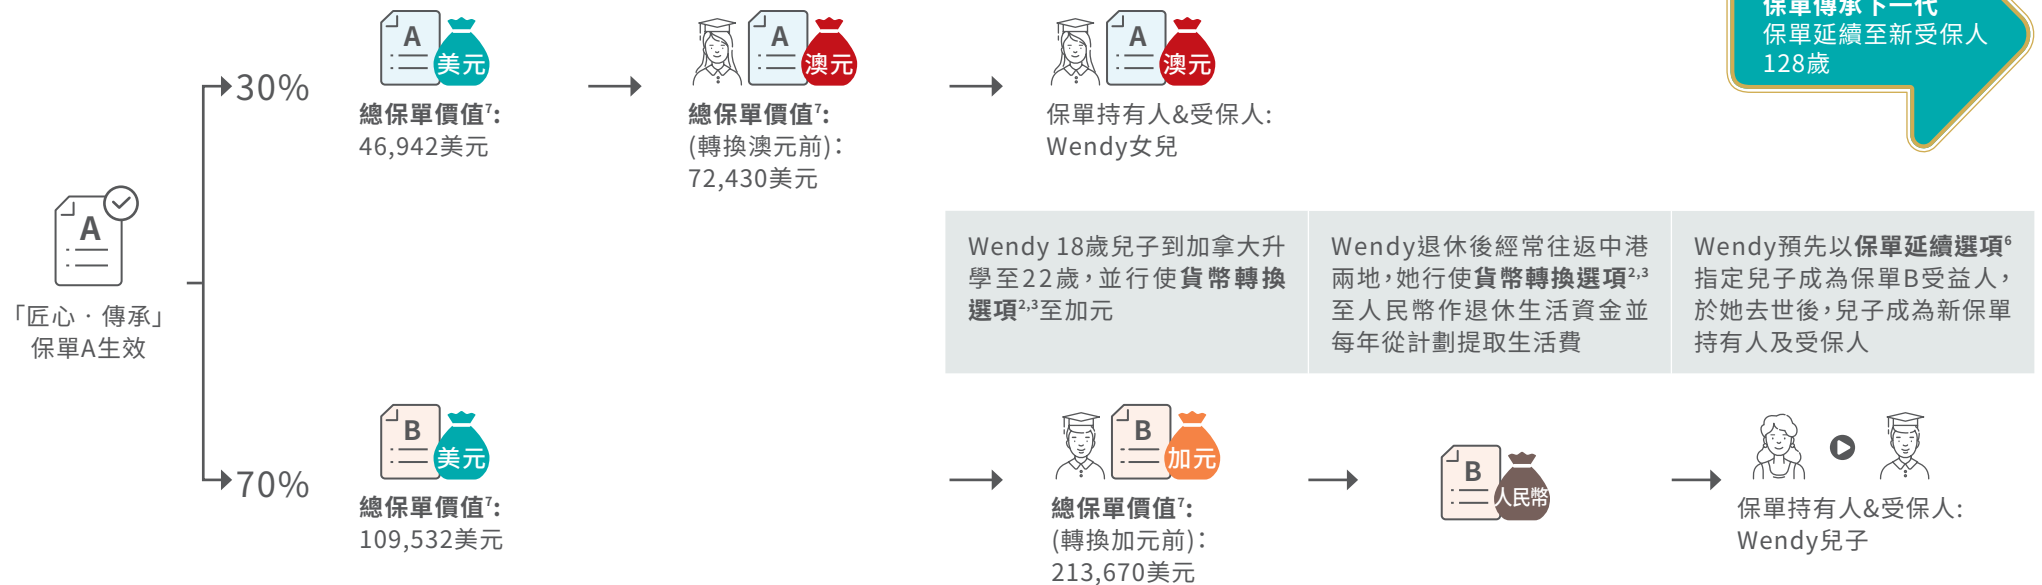 保單傳承下一代
保單延續至新受保人
128歲
A
美元
A
澳元
A
澳元
30%
總保單價值⁷:
46,942美元
總保單價值⁷:
(轉換澳元前):
72,430美元
保單持有人&受保人:
Wendy女兒
A
「匠心．傳承」
保單A生效
Wendy 18歲兒子到加拿大升
學至22歲，並行使貨幣轉換
選項²,³至加元
Wendy退休後經常往返中港
兩地，她行使貨幣轉換選項²,³
至人民幣作退休生活資金並
每年從計劃提取生活費
Wendy預先以保單延續選項⁶
指定兒子成為保單B受益人，
於她去世後，兒子成為新保單
持有人及受保人
70%
B
美元
總保單價值⁷:
109,532美元
B
加元
總保單價值⁷:
(轉換加元前):
213,670美元
B
人民幣
保單持有人&受保人:
Wendy兒子